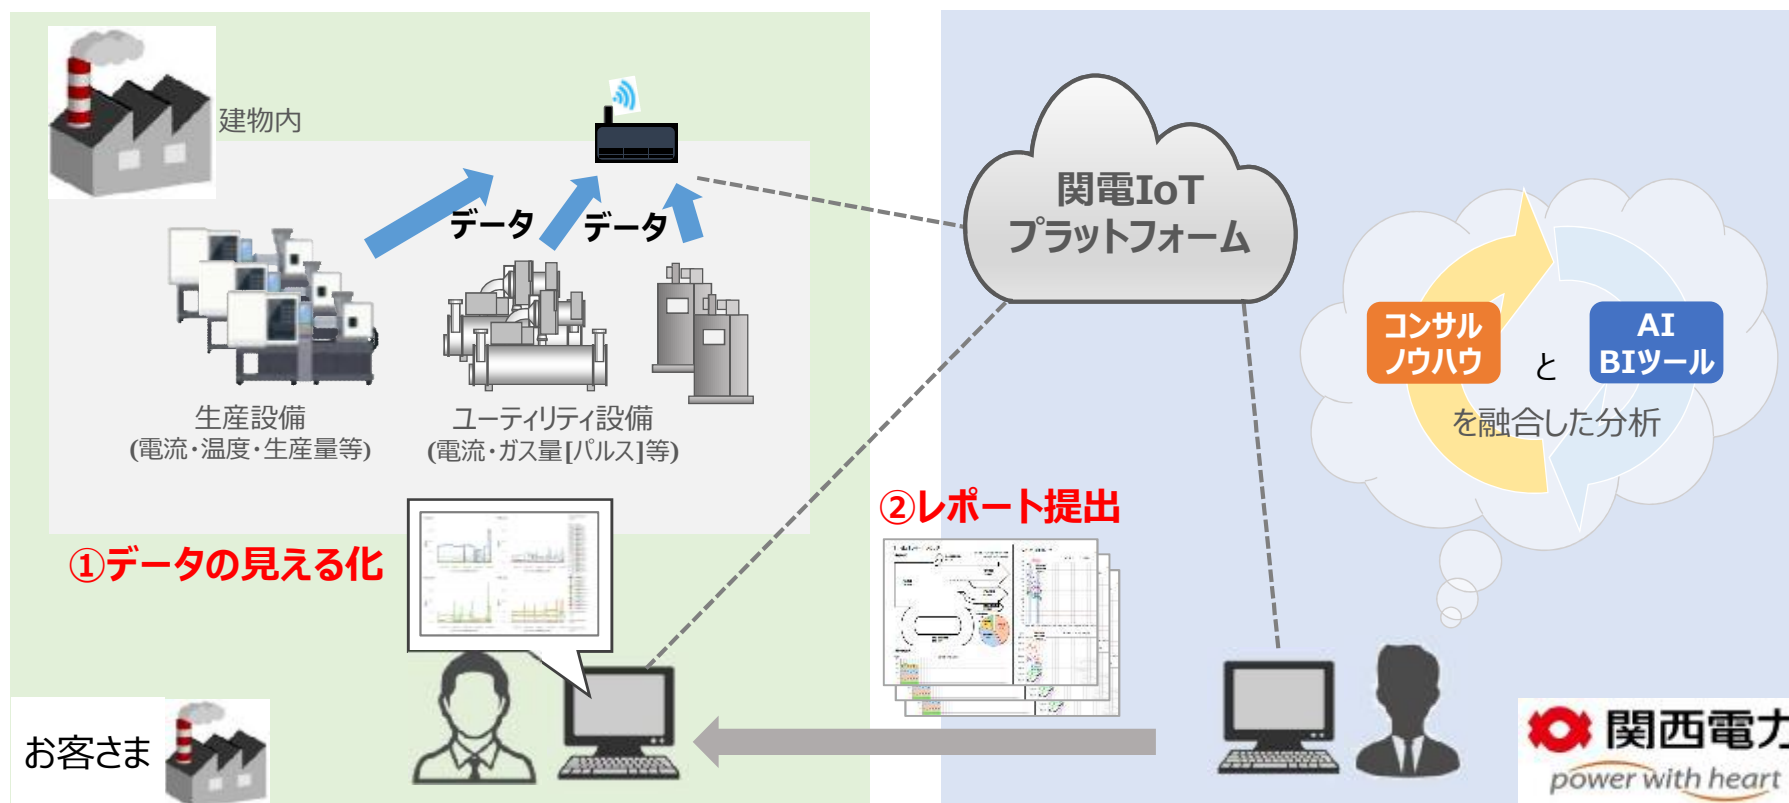 建物内
データ
データ
生産設備
(電流・温度・生産量等)
ユーティリティ設備
(電流・ガス量[パルス]等)
①データの見える化
お客さま
関電IoT
プラットフォーム
コンサル
ノウハウ
と
AI
BIツール
を融合した分析
②レポート提出
関西電力
power with heart